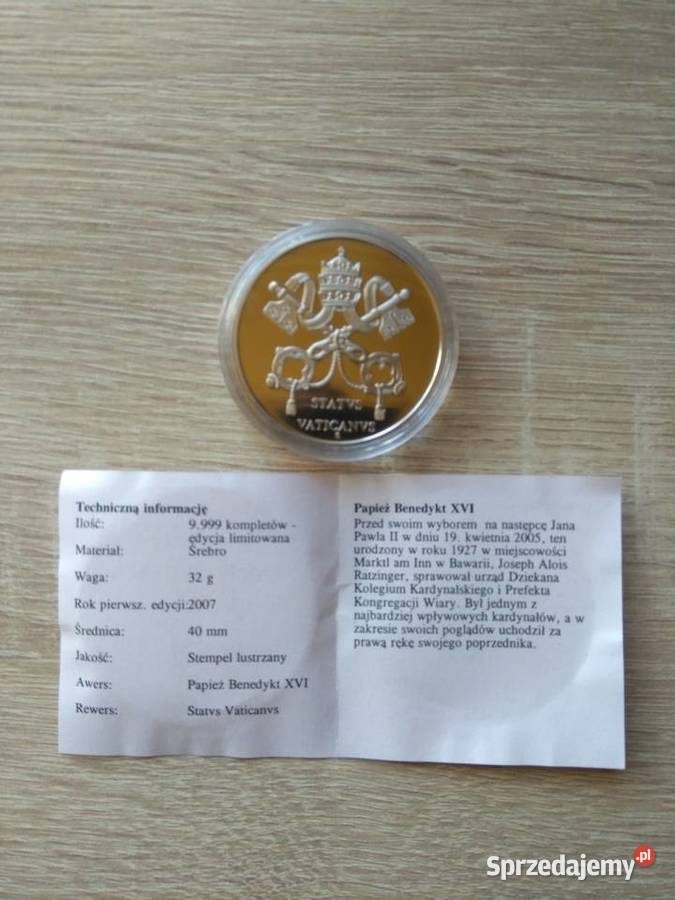 STATVS
VATICANVS
Techniczną informację
Ilość: 9.999 kompletów -
edycja limitowana
Materiał: Srebro
Waga: 32 g
Rok pierwsz. edycji:2007
Średnica: 40 mm
Jakość: Stempel lustrzany
Awers: Papież Benedykt XVI
Rewers: Statvs Vaticanvs
Papież Benedykt XVI
Przed swoim wyborem na następcę Jana
Pawła II w dniu 19. kwietnia 2005, ten
urodzony w roku 1927 w miejscowości
Marktl am Inn w Bawarii, Joseph Alois
Ratzinger, sprawował urząd Dziekana
Kolegium Kardynalskiego i Prefekta
Kongregacji Wiary. Był jednym z
najbardziej wpływowych kardynałów, a w
zakresie swoich poglądów uchodził za
prawą rękę swojego poprzednika.
Sprzedajemy.pl